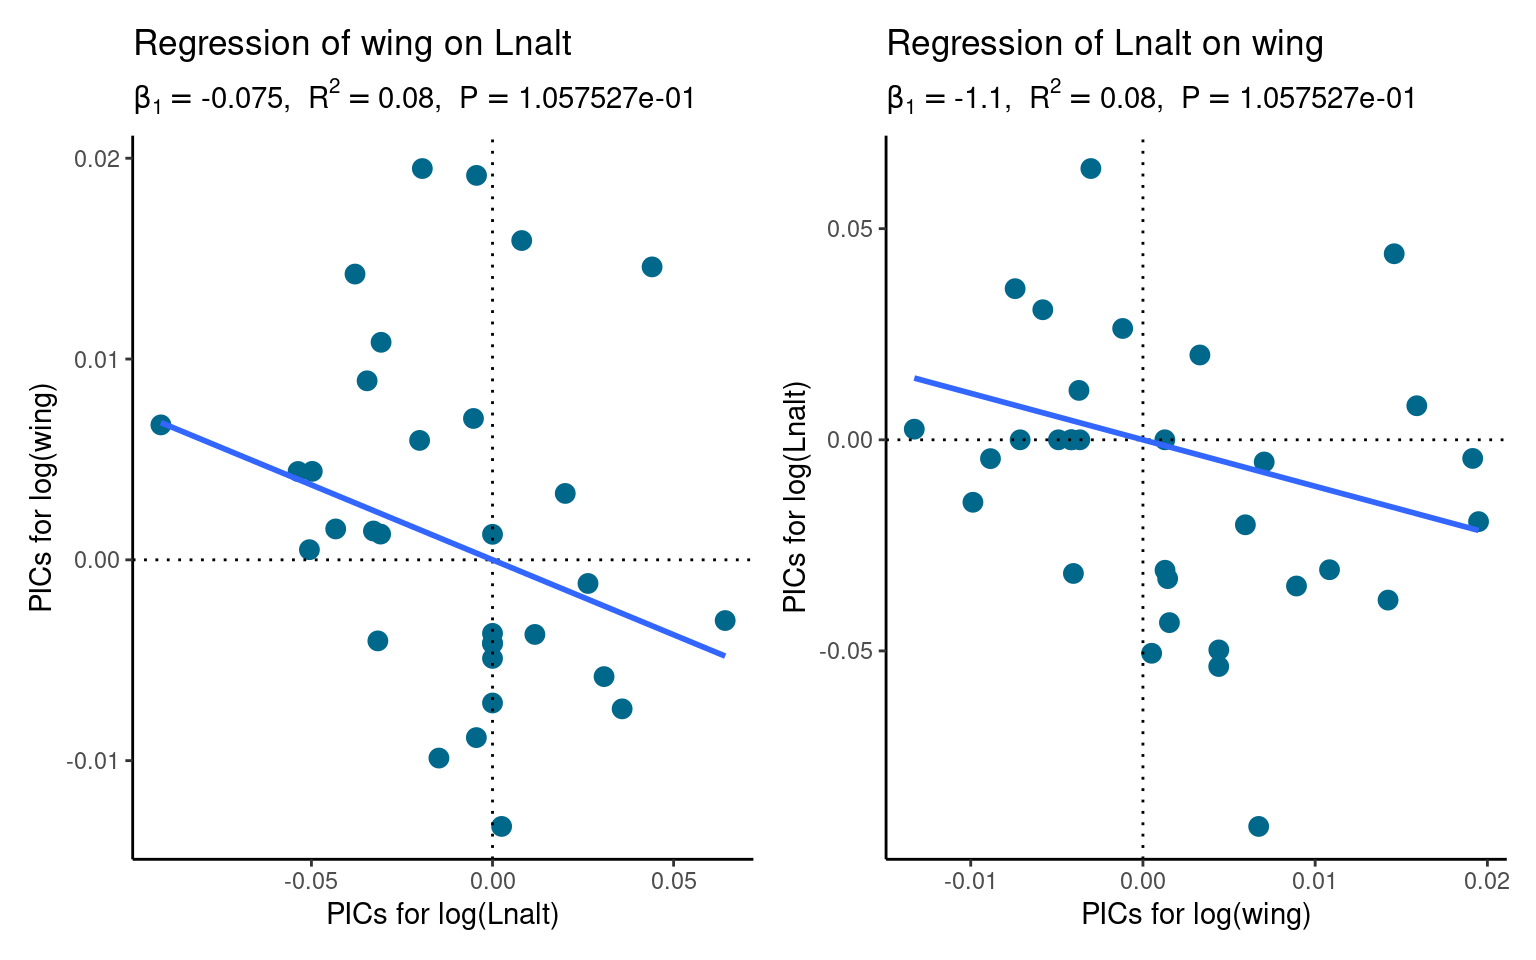 Regression of wing on Lnalt
β₁ = -0.075,  R² = 0.08,  P = 1.057527e-01
0.02
0.01
0.00
-0.01
PICs for log(wing)
-0.05
0.00
0.05
PICs for log(Lnalt)
Regression of Lnalt on wing
β₁ = -1.1,  R² = 0.08,  P = 1.057527e-01
0.05
0.00
-0.05
PICs for log(Lnalt)
-0.01
0.00
0.01
0.02
PICs for log(wing)